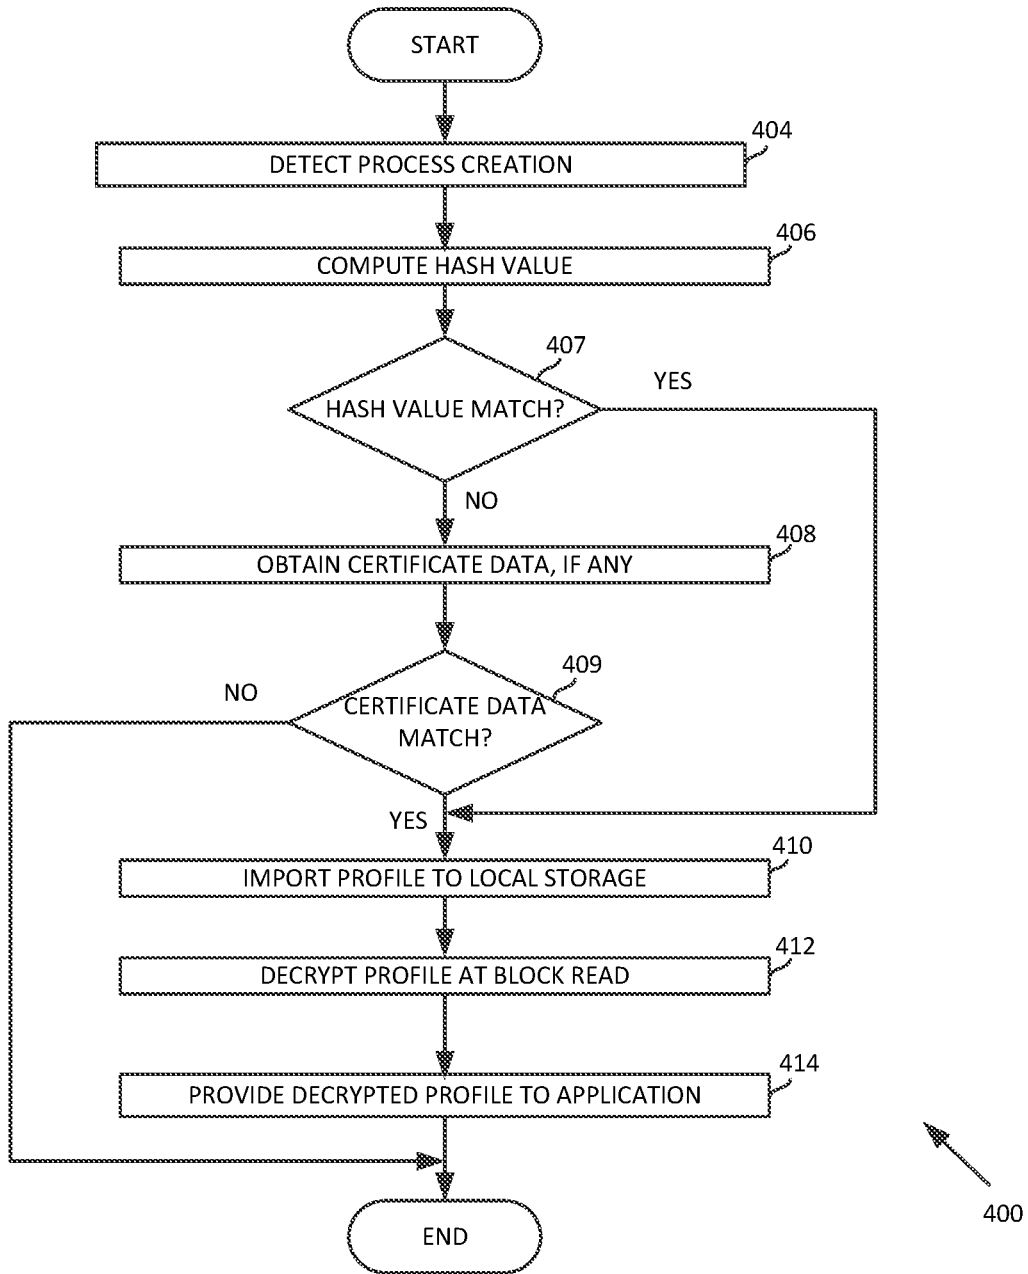 START
404
DETECT PROCESS CREATION
406
COMPUTE HASH VALUE
407
YES
HASH VALUE MATCH?
NO
408
OBTAIN CERTIFICATE DATA, IF ANY
409
NO
CERTIFICATE DATA
MATCH?
YES
410
IMPORT PROFILE TO LOCAL STORAGE
412
DECRYPT PROFILE AT BLOCK READ
414
PROVIDE DECRYPTED PROFILE TO APPLICATION
400
END